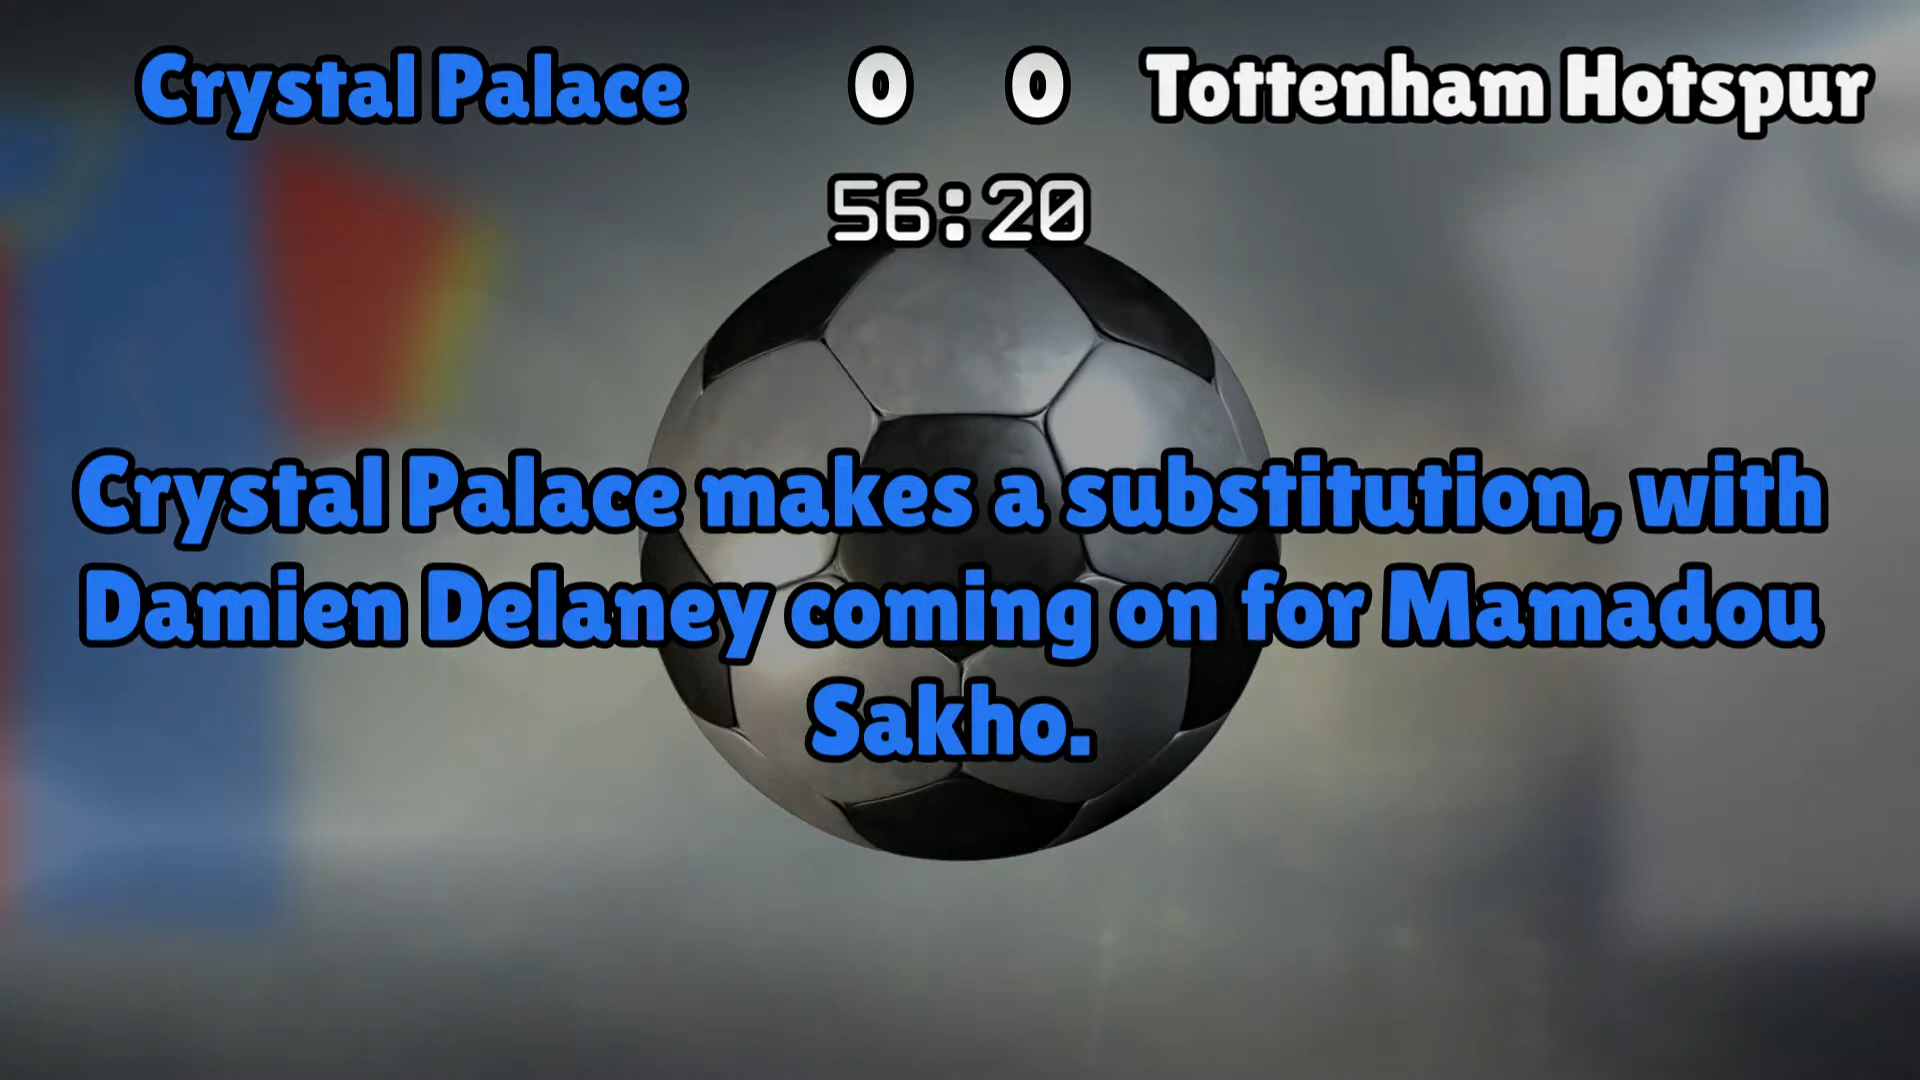 Crystal Palace 0 0 Tottenham Hotspur
56:20
Crystal Palace makes a substitution, with
Damien Delaney coming on for Mamadou
Sakho.